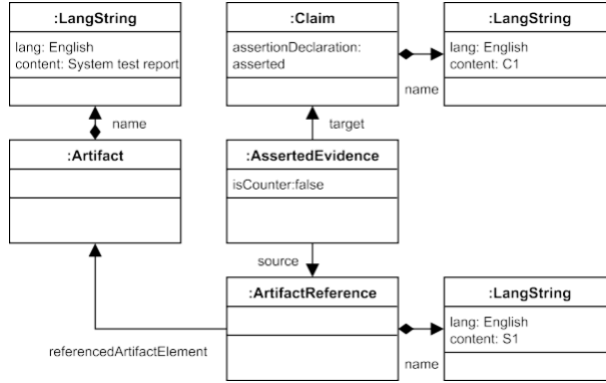 :LangString
lang: English
content: System test report
:Claim
assertionDeclaration:
asserted
:LangString
lang: English
content: C1
name
name
target
:Artifact
:AssertedEvidence
isCounter:false
source
:ArtifactReference
:LangString
lang: English
content: S1
referencedArtifactElement
name